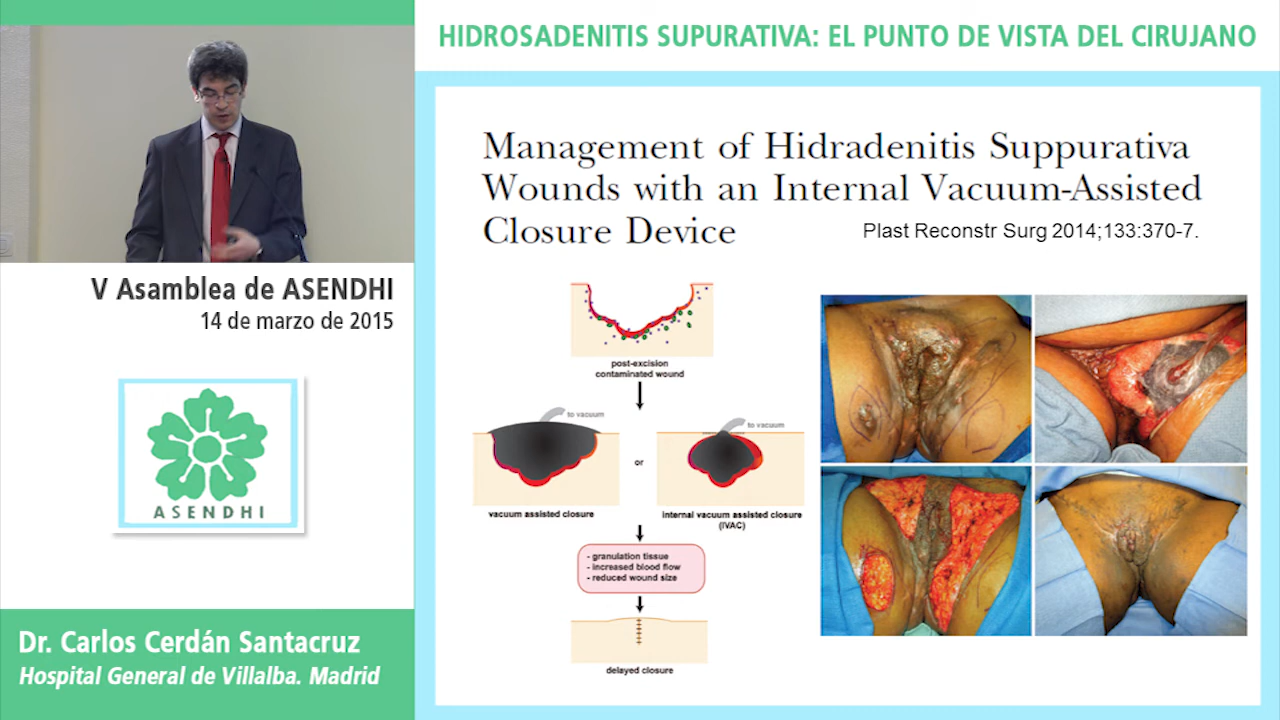 HIDROSADENITIS SUPURATIVA: EL PUNTO DE VISTA DEL CIRUJANO
Management of Hidradenitis Suppurativa
Wounds with an Internal Vacuum-Assisted
Closure Device
Plast Reconstr Surg 2014;133:370-7.
post-excision
contaminated wound
to vacuum
to vacuum
or
vacuum assisted closure
internal vacuum assisted closure
(IVAC)
- granulation tissue
- increased blood flow
- reduced wound size
delayed closure
V Asamblea de ASENDHI
14 de marzo de 2015
ASENDHI
Dr. Carlos Cerdán Santacruz
Hospital General de Villalba. Madrid